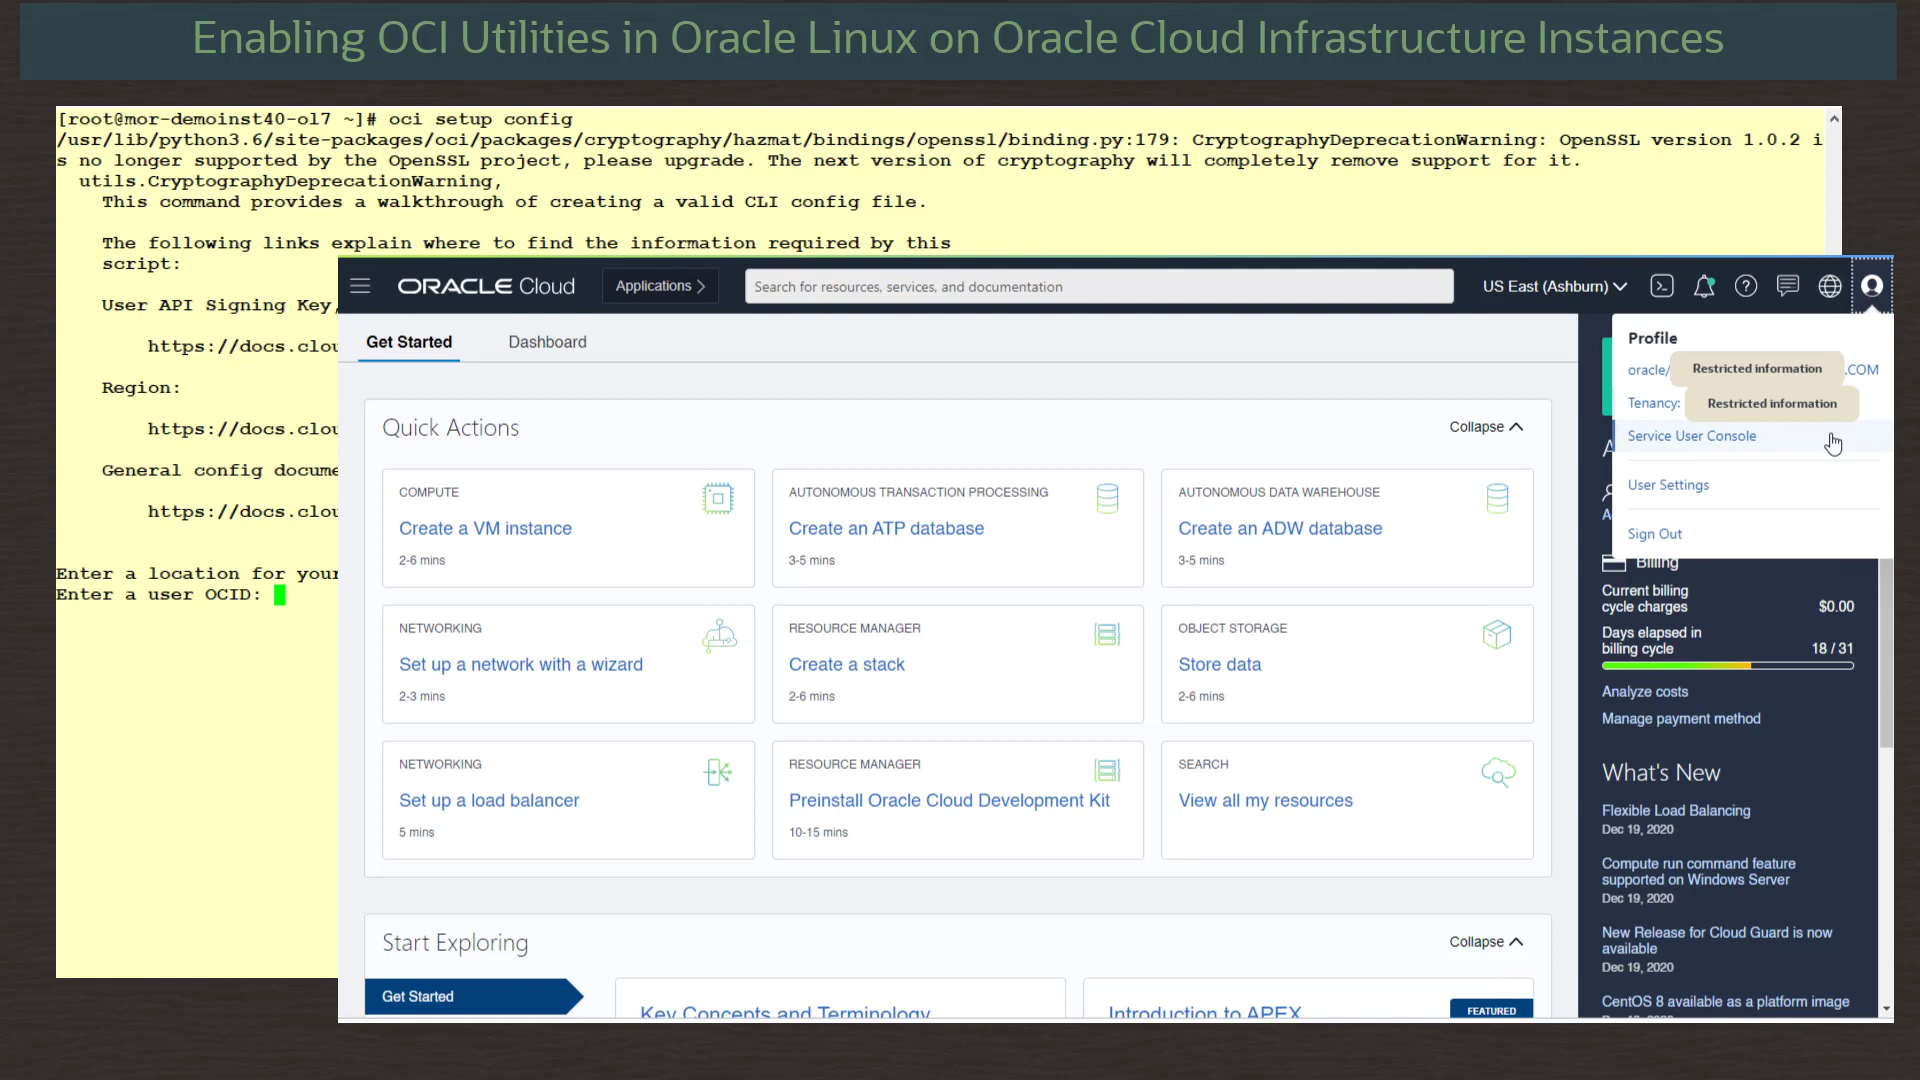 Enabling OCI Utilities in Oracle Linux on Oracle Cloud Infrastructure Instances
[root@mor-demoinst40-ol7 ~]# oci setup config
/usr/lib/python3.6/site-packages/oci/packages/cryptography/hazmat/bindings/openssl/binding.py:179: CryptographyDeprecationWarning: OpenSSL version 1.0.2 i
s no longer supported by the OpenSSL project, please upgrade. The next version of cryptography will completely remove support for it.
utils.CryptographyDeprecationWarning,
This command provides a walkthrough of creating a valid CLI config file.
The following links explain where to find the information required by this
script:
User API Signing Key,
https://docs.clou
Region:
https://docs.clou
General config docume
https://docs.clou
Enter a location for your
Enter a user OCID:
ORACLE Cloud
Applications
Search for resources, services, and documentation
US East (Ashburn)
Get Started
Dashboard
Profile
oracle/ Restricted information .COM
Tenancy: Restricted information
Service User Console
User Settings
Sign Out
Quick Actions
Collapse
COMPUTE
Create a VM instance
2-6 mins
AUTONOMOUS TRANSACTION PROCESSING
Create an ATP database
3-5 mins
AUTONOMOUS DATA WAREHOUSE
Create an ADW database
3-5 mins
NETWORKING
Set up a network with a wizard
2-3 mins
RESOURCE MANAGER
Create a stack
2-6 mins
OBJECT STORAGE
Store data
2-6 mins
NETWORKING
Set up a load balancer
5 mins
RESOURCE MANAGER
Preinstall Oracle Cloud Development Kit
10-15 mins
SEARCH
View all my resources
Start Exploring
Collapse
Get Started
Key Concepts and Terminology
Introduction to APEX
FEATURED
A
A
Billing
Current billing
cycle charges
$0.00
Days elapsed in
billing cycle
18 / 31
Analyze costs
Manage payment method
What's New
Flexible Load Balancing
Dec 19, 2020
Compute run command feature
supported on Windows Server
Dec 19, 2020
New Release for Cloud Guard is now
available
Dec 19, 2020
CentOS 8 available as a platform image